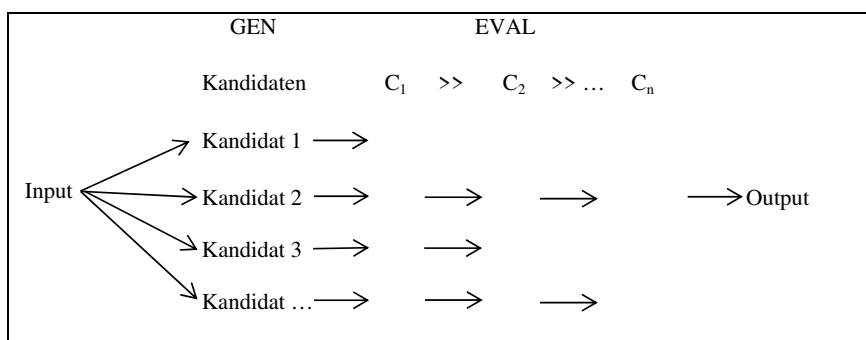 GEN EVAL
Kandidaten C1 >> C2 >> … Cn
Kandidat 1
Input Kandidat 2 Output
Kandidat 3
Kandidat …